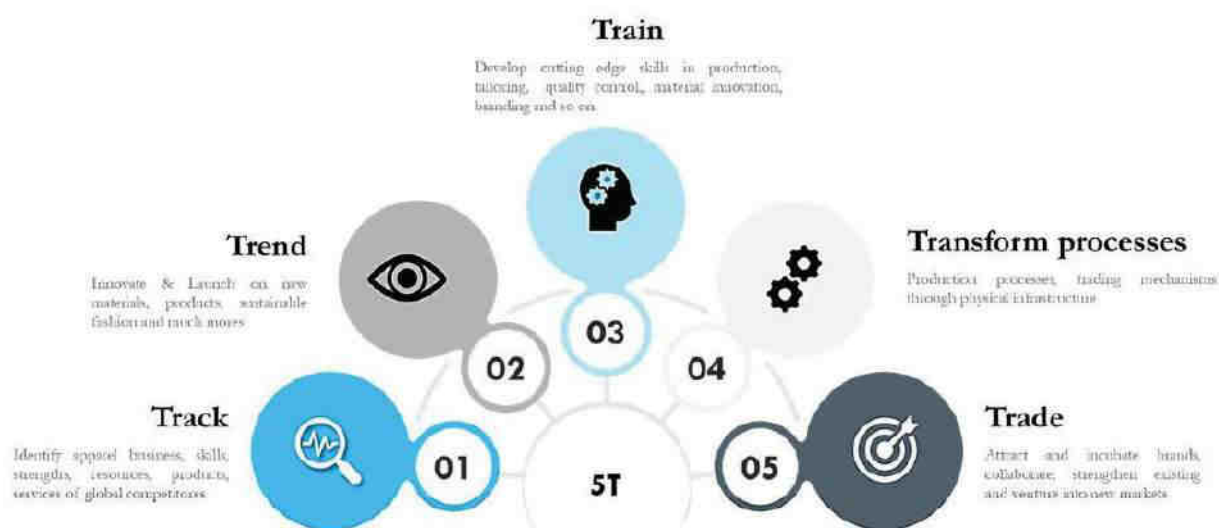 Train
Develop cutting edge skills in production,
tailoring, quality control, material innovation,
branding and so on
Trend
Innovate & Launch on new
materials, products, sustainable
fashion and much mores
Transform processes
Production processes, trading mechanisms
through physical infrastructure
03
02
04
Track
Identify apparel business, skills,
strengths, resources, products,
services of global competitores
01
5T
05
Trade
Attract and incubate brands,
collaborate, strengthen existing
and venture into new markets